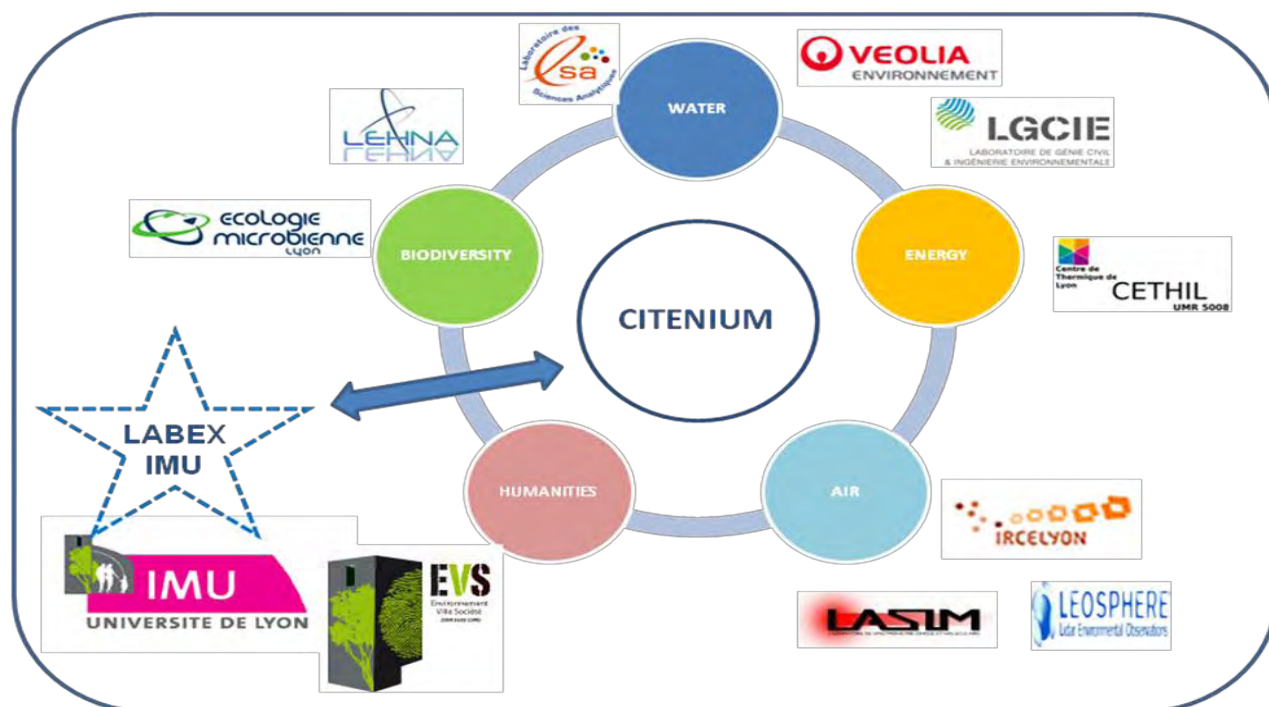 Laboratoire des
lsa
Sciences Analytiques
WATER
VEOLIA
ENVIRONNEMENT
LEHNA
LGCIE
LABORATOIRE DE GÉNIE CIVIL
& INGÉNIERIE ENVIRONNEMENTALE
ECOLOGIE
MICROBIENNE
LYON
BIODIVERSITY
ENERGY
Centre de
Thermique de
Lyon
CETHIL
UMR 5008
CITENIUM
LABEX
IMU
HUMANITIES
AIR
IRCELYON
IMU
UNIVERSITE DE LYON
EVS
Environnement
Ville Société
LASIM
LEOSPHERE
Lidar Environmental Observations